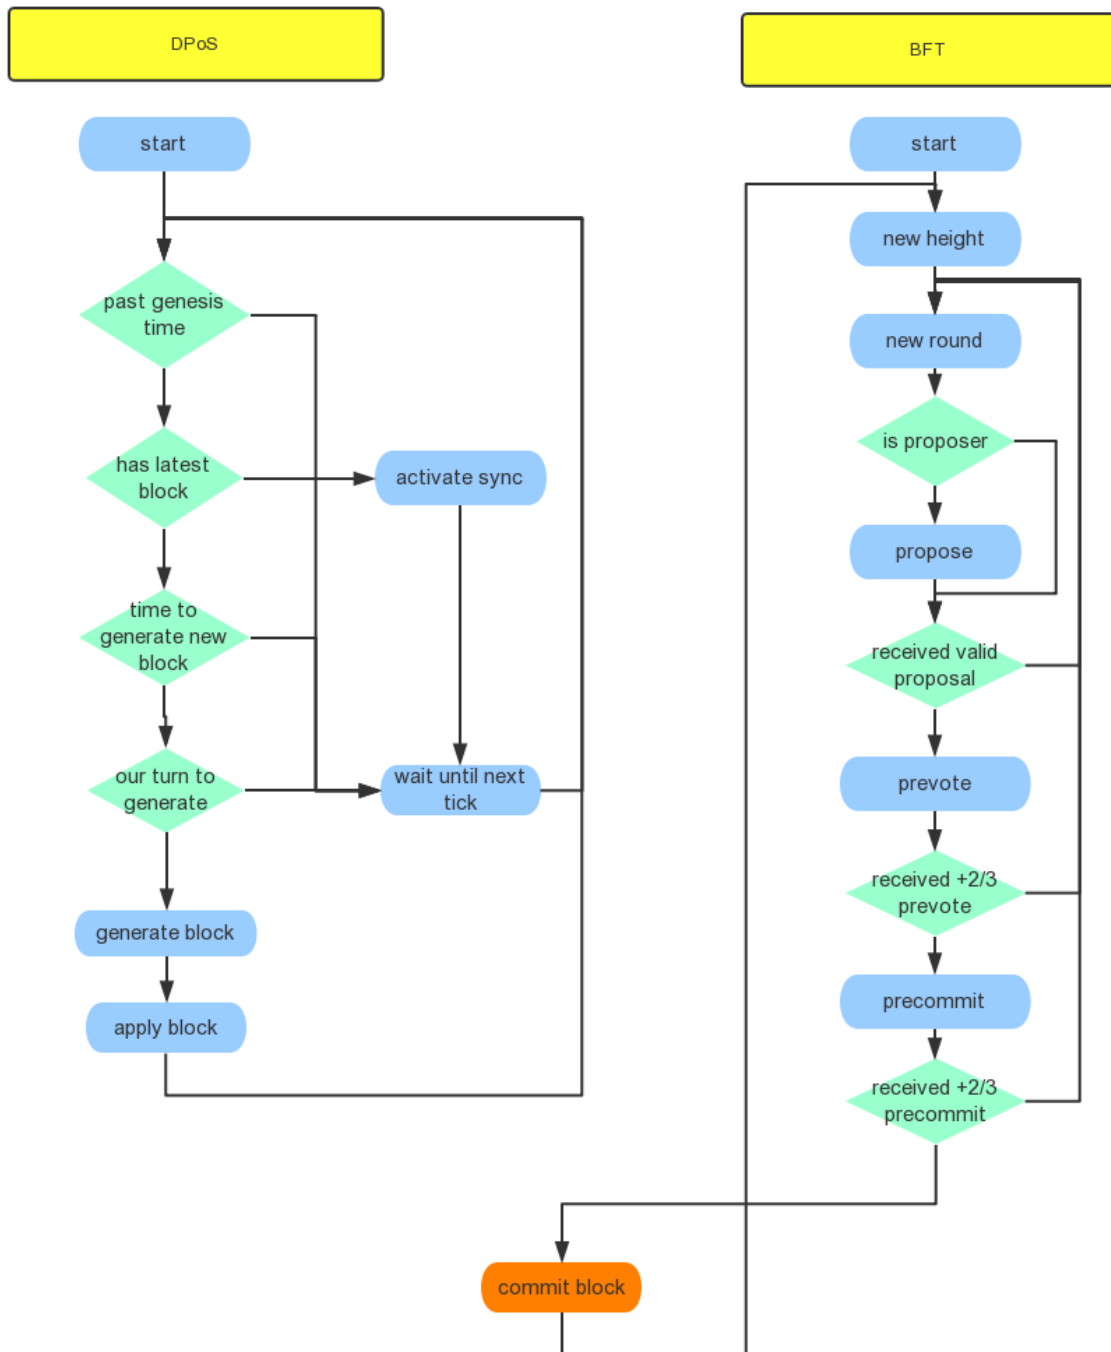 DPoS
start
past genesis
time
has latest
block
activate sync
time to
generate new
block
our turn to
generate
wait until next
tick
generate block
apply block
BFT
start
new height
new round
is proposer
propose
received valid
proposal
prevote
received +2/3
prevote
precommit
received +2/3
precommit
commit block